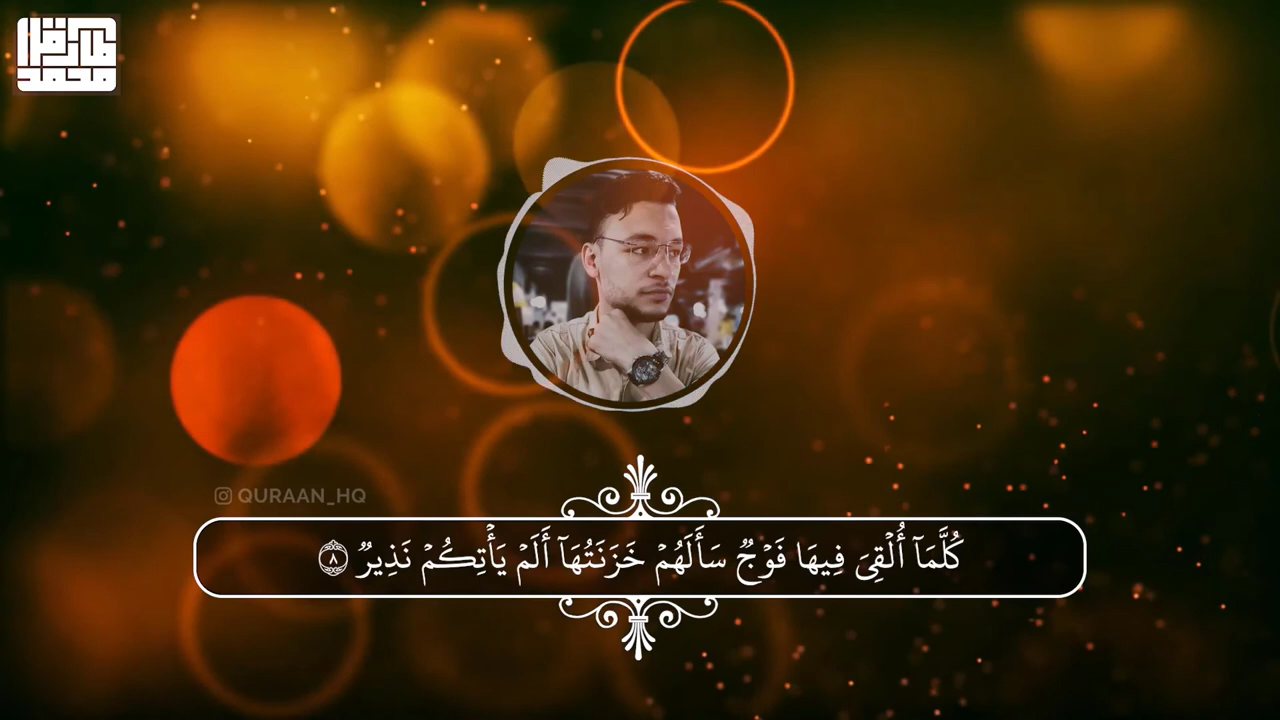 QURAAN_HQ
كُلَّمَآ أُلْقِىَ فِيهَا فَوْجٌ سَأَلَهُمْ خَزَنَتُهَآ أَلَمْ يَأْتِكُمْ نَذِيرٌ ٨